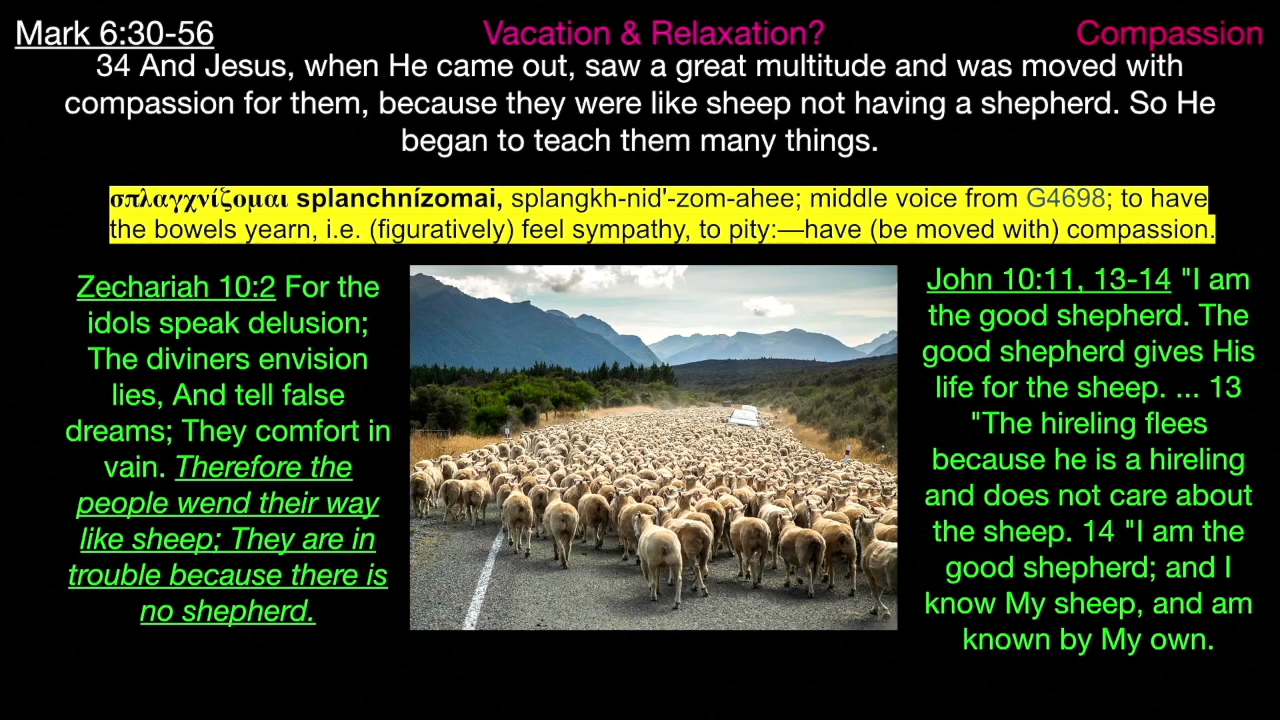 Mark 6:30-56
Vacation & Relaxation?
Compassion
34 And Jesus, when He came out, saw a great multitude and was moved with
compassion for them, because they were like sheep not having a shepherd. So He
began to teach them many things.
σπλαγχνίζομαι splanchnízomai, splangkh-nid'-zom-ahee; middle voice from G4698; to have
the bowels yearn, i.e. (figuratively) feel sympathy, to pity:—have (be moved with) compassion.
Zechariah 10:2 For the
idols speak delusion;
The diviners envision
lies, And tell false
dreams; They comfort in
vain. Therefore the
people wend their way
like sheep; They are in
trouble because there is
no shepherd.
John 10:11, 13-14 "I am
the good shepherd. The
good shepherd gives His
life for the sheep. ... 13
"The hireling flees
because he is a hireling
and does not care about
the sheep. 14 "I am the
good shepherd; and I
know My sheep, and am
known by My own.